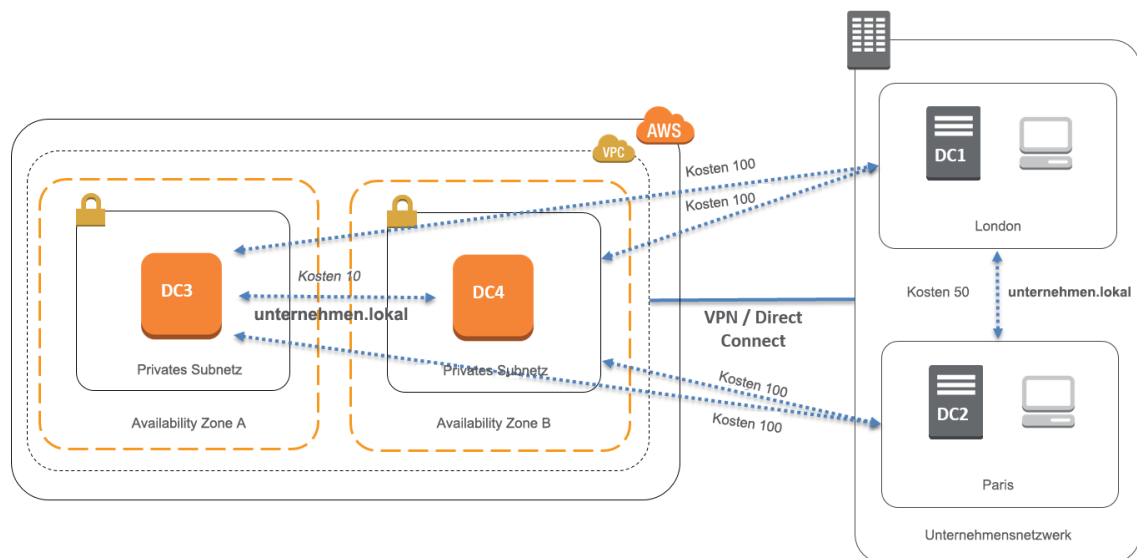 AWS
VPC
DC3
Kosten 10
unternehmen.lokal
DC4
Privates Subnetz
Privates Subnetz
Availability Zone A
Availability Zone B
Kosten 100
Kosten 100
VPN / Direct
Connect
Kosten 100
Kosten 100
DC1
London
Kosten 50
unternehmen.lokal
DC2
Paris
Unternehmensnetzwerk